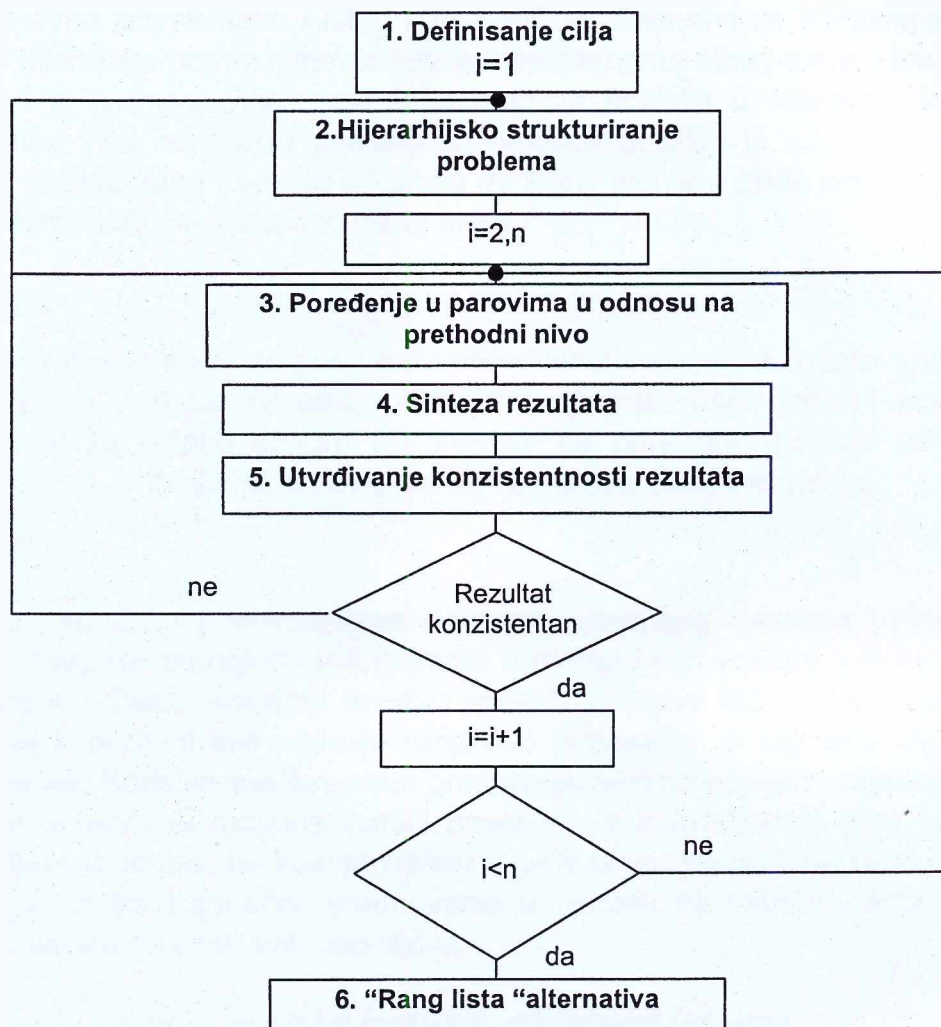 1. Definisanje cilja
i=1
2.Hijerarhijsko strukturiranje
problema
i=2,n
3. Poređenje u parovima u odnosu na
prethodni nivo
4. Sinteza rezultata
5. Utvrđivanje konzistentnosti rezultata
ne
Rezultat
konzistentan
da
i=i+1
ne
i<n
da
6. “Rang lista “alternativa